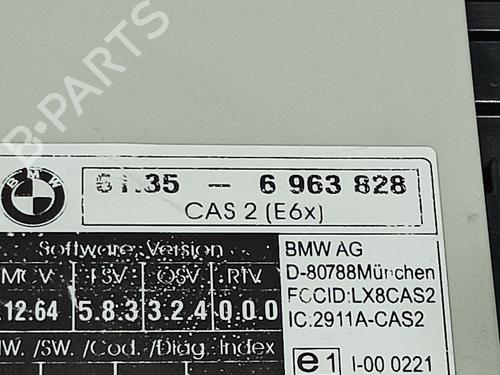 B-PARTS
BMW
61.35 - 6 963 828
CAS 2 (E6x)
Software Version
MCV FSV OSV RTV
.12.64 5.8.3 3.2.4 0.0.0
HW. /SW. /Cod. /Diag. Index
BMW AG
D-80788München
FCCID:LX8CAS2
IC:2911A-CAS2
e1 I-00 0221